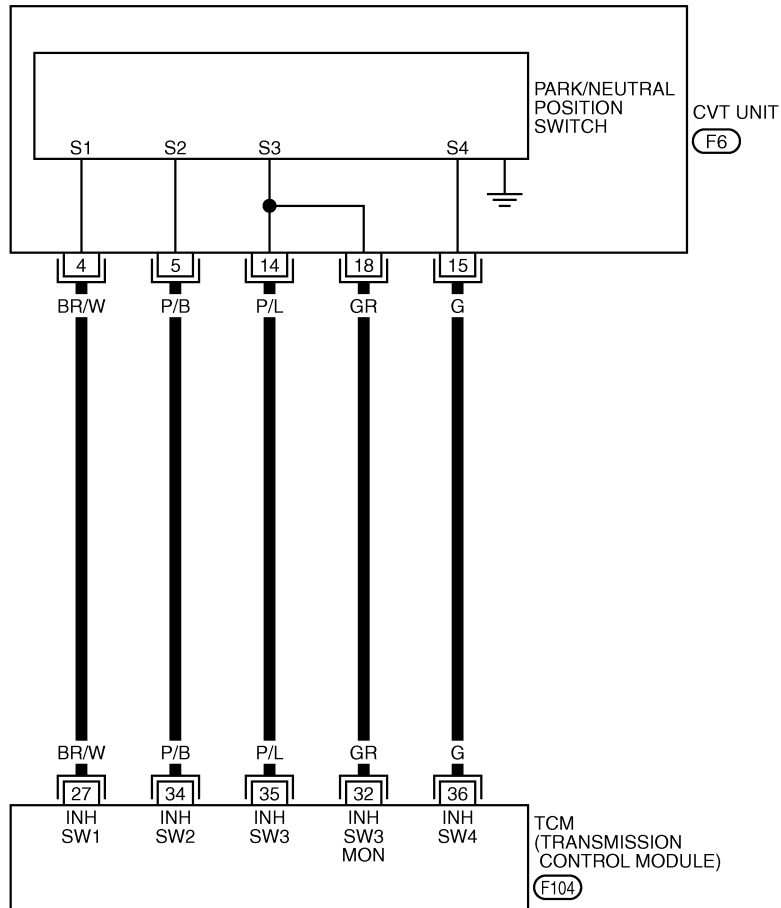 PARK/NEUTRAL
POSITION
SWITCH
CVT UNIT
F6
S1 S2 S3 S4
4 5 14 18 15
BR/W P/B P/L GR G
BR/W P/B P/L GR G
27 34 35 32 36
INH INH INH INH INH
SW1 SW2 SW3 SW3 SW4
MON
TCM
(TRANSMISSION
CONTROL MODULE)
F104